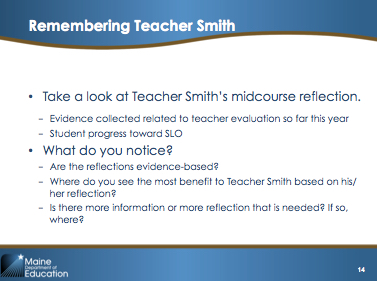 Remembering Teacher Smith
• Take a look at Teacher Smith's midcourse reflection.
– Evidence collected related to teacher evaluation so far this year
– Student progress toward SLO
• What do you notice?
– Are the reflections evidence-based?
– Where do you see the most benefit to Teacher Smith based on his/
her reflection?
– Is there more information or more reflection that is needed? If so,
where?
Maine
Department of
Education
14